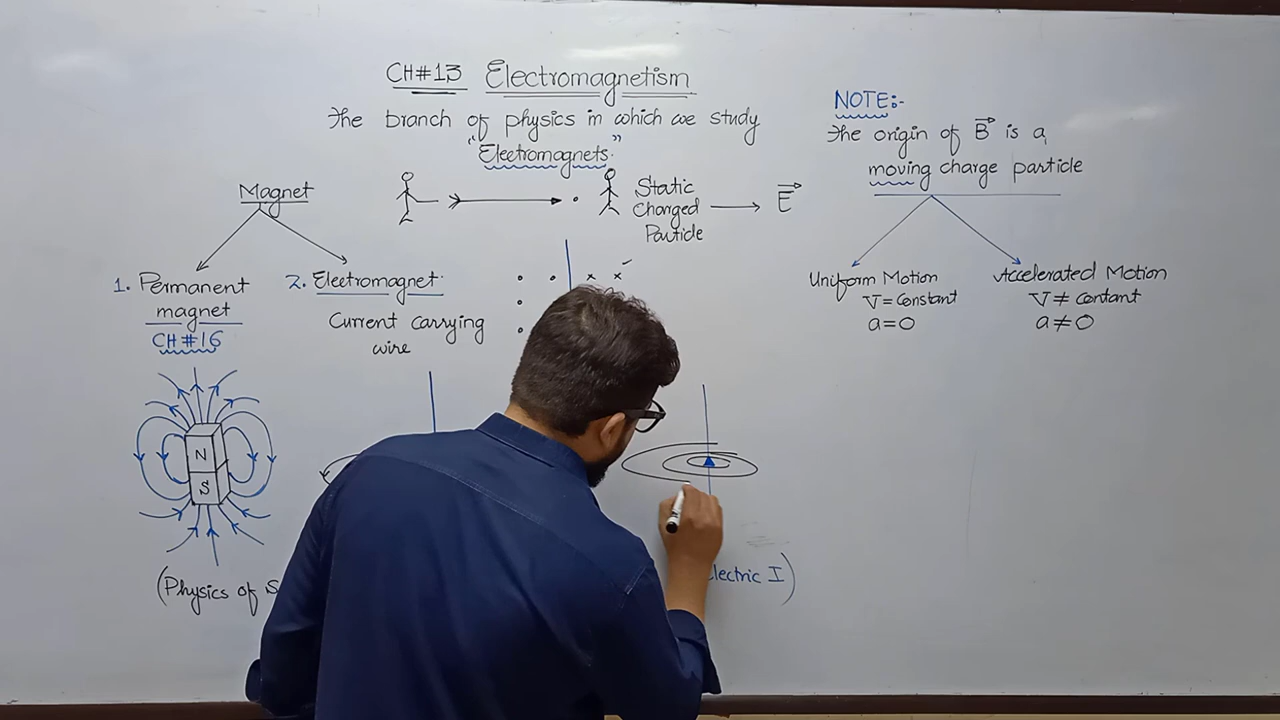 CH#13 Electromagnetism
The branch of physics in which we study
"Electromagnets."
Magnet
1. Permanent
magnet
CH#16
2. Electromagnet.
Current carrying
wire
N
S
(Physics of S
Static
Charged
Particle
E
lectric I)
NOTE:-
The origin of B is a
moving charge particle
Uniform Motion
V=Constant
a=0
Accelerated Motion
V≠Contant
a≠0